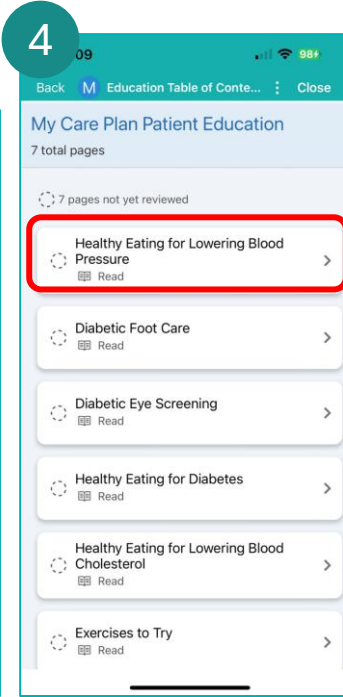 4
09
98
Back M Education Table of Conte... Close
My Care Plan Patient Education
7 total pages
7 pages not yet reviewed
Healthy Eating for Lowering Blood
Pressure
Read
Diabetic Foot Care
Read
Diabetic Eye Screening
Read
Healthy Eating for Diabetes
Read
Healthy Eating for Lowering Blood
Cholesterol
Read
Exercises to Try
Read